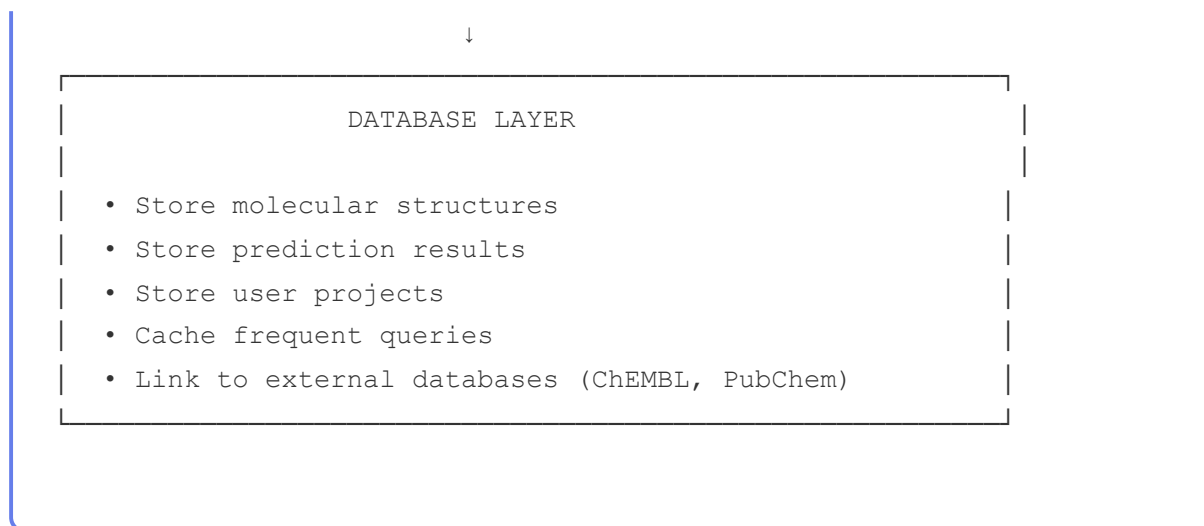 ↓
DATABASE LAYER
• Store molecular structures
• Store prediction results
• Store user projects
• Cache frequent queries
• Link to external databases (ChEMBL, PubChem)